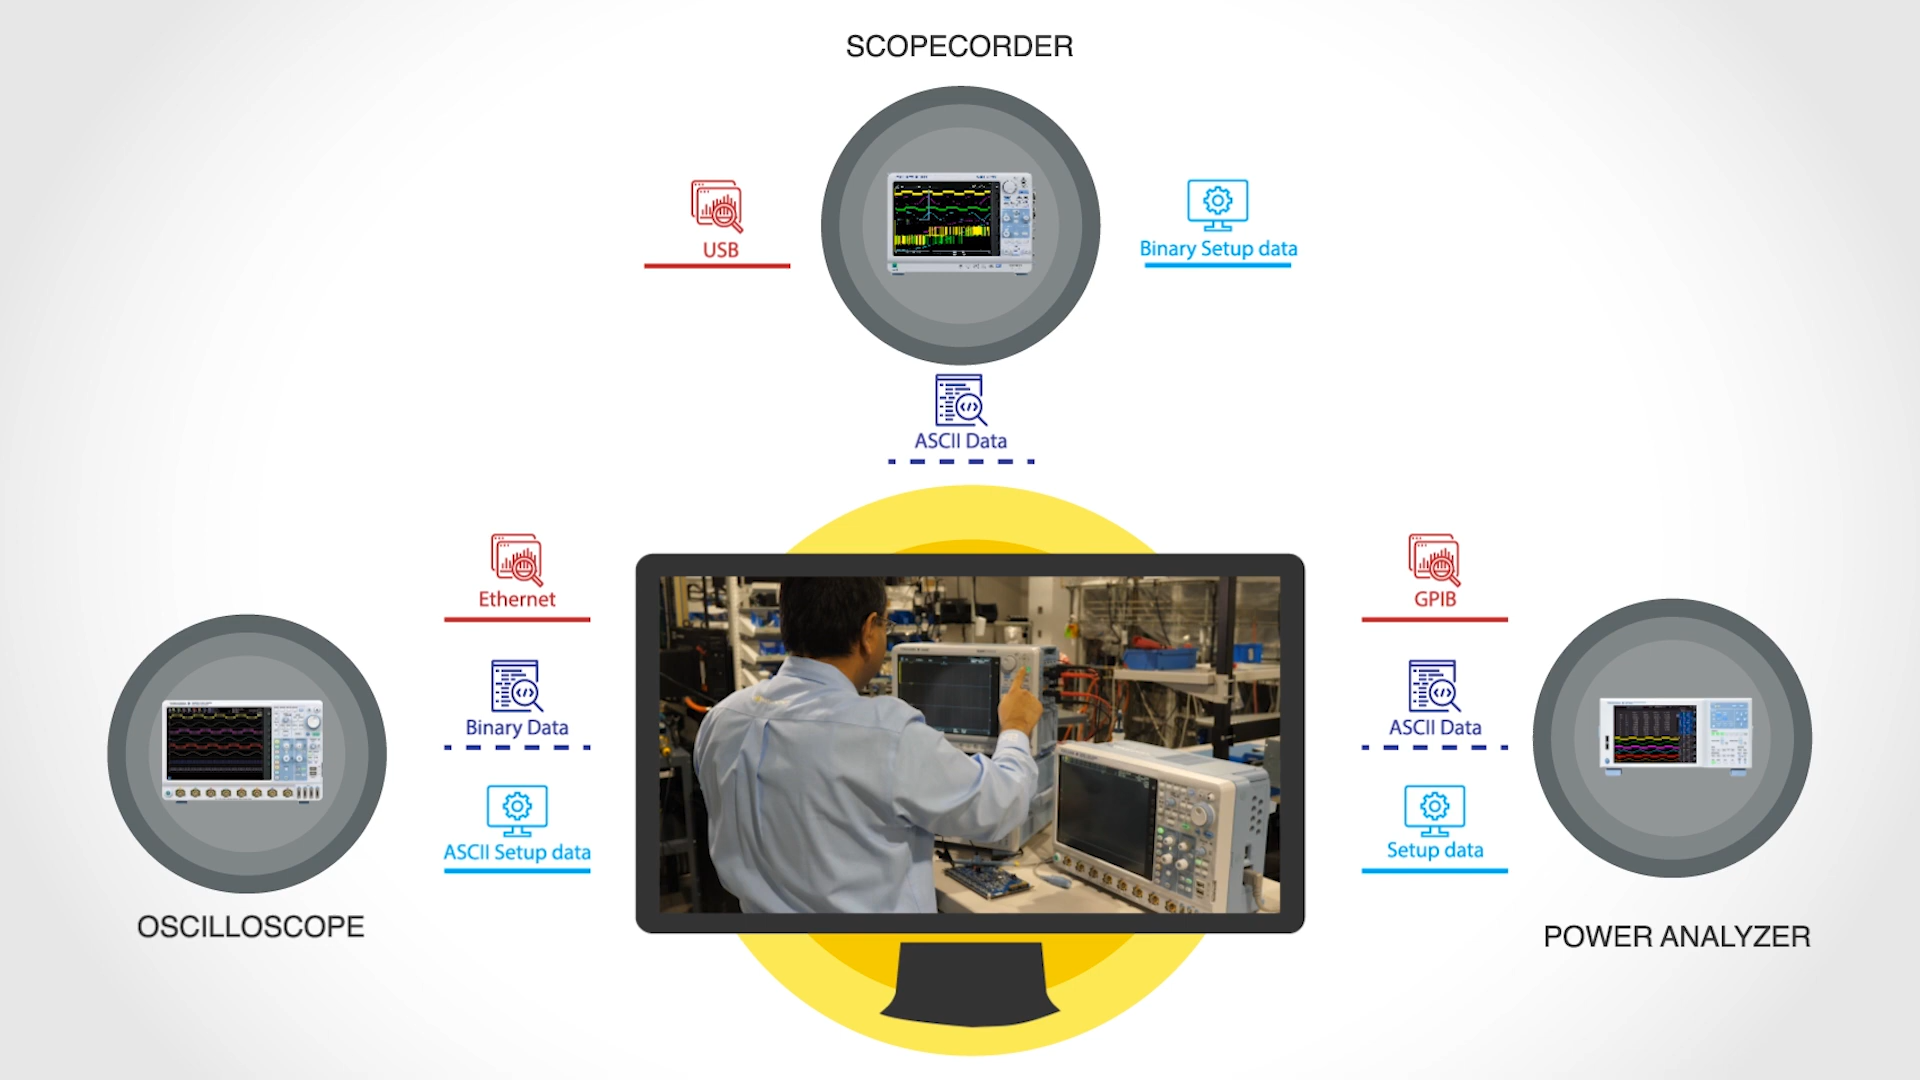 SCOPECORDER
USB
Binary Setup data
ASCII Data
Ethernet
Binary Data
ASCII Setup data
OSCILLOSCOPE
GPIB
ASCII Data
Setup data
POWER ANALYZER